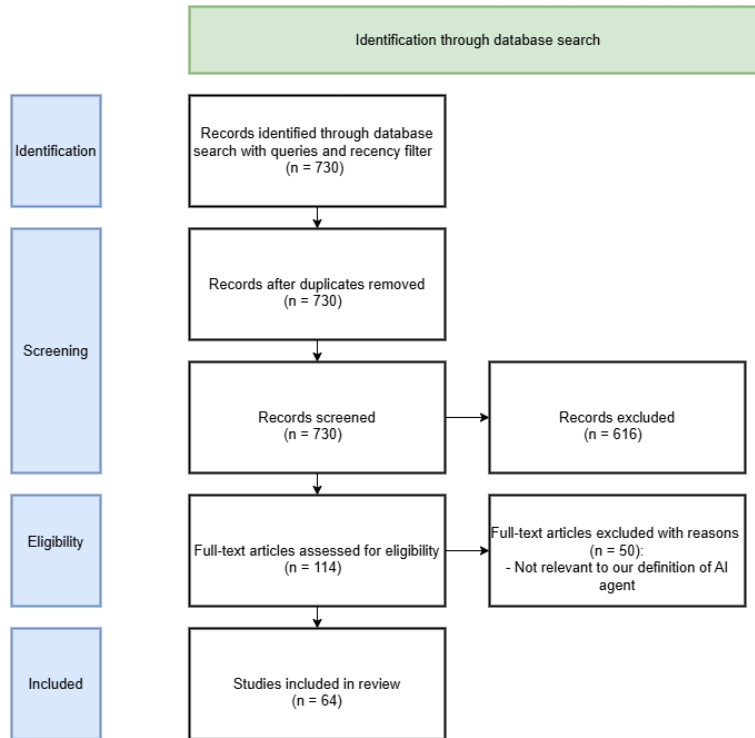 Identification through database search
Identification
Records identified through database
search with queries and recency filter
(n = 730)
Screening
Records after duplicates removed
(n = 730)
Records screened
(n = 730)
Records excluded
(n = 616)
Eligibility
Full-text articles assessed for eligibility
(n = 114)
Full-text articles excluded with reasons
(n = 50):
- Not relevant to our definition of AI
agent
Included
Studies included in review
(n = 64)